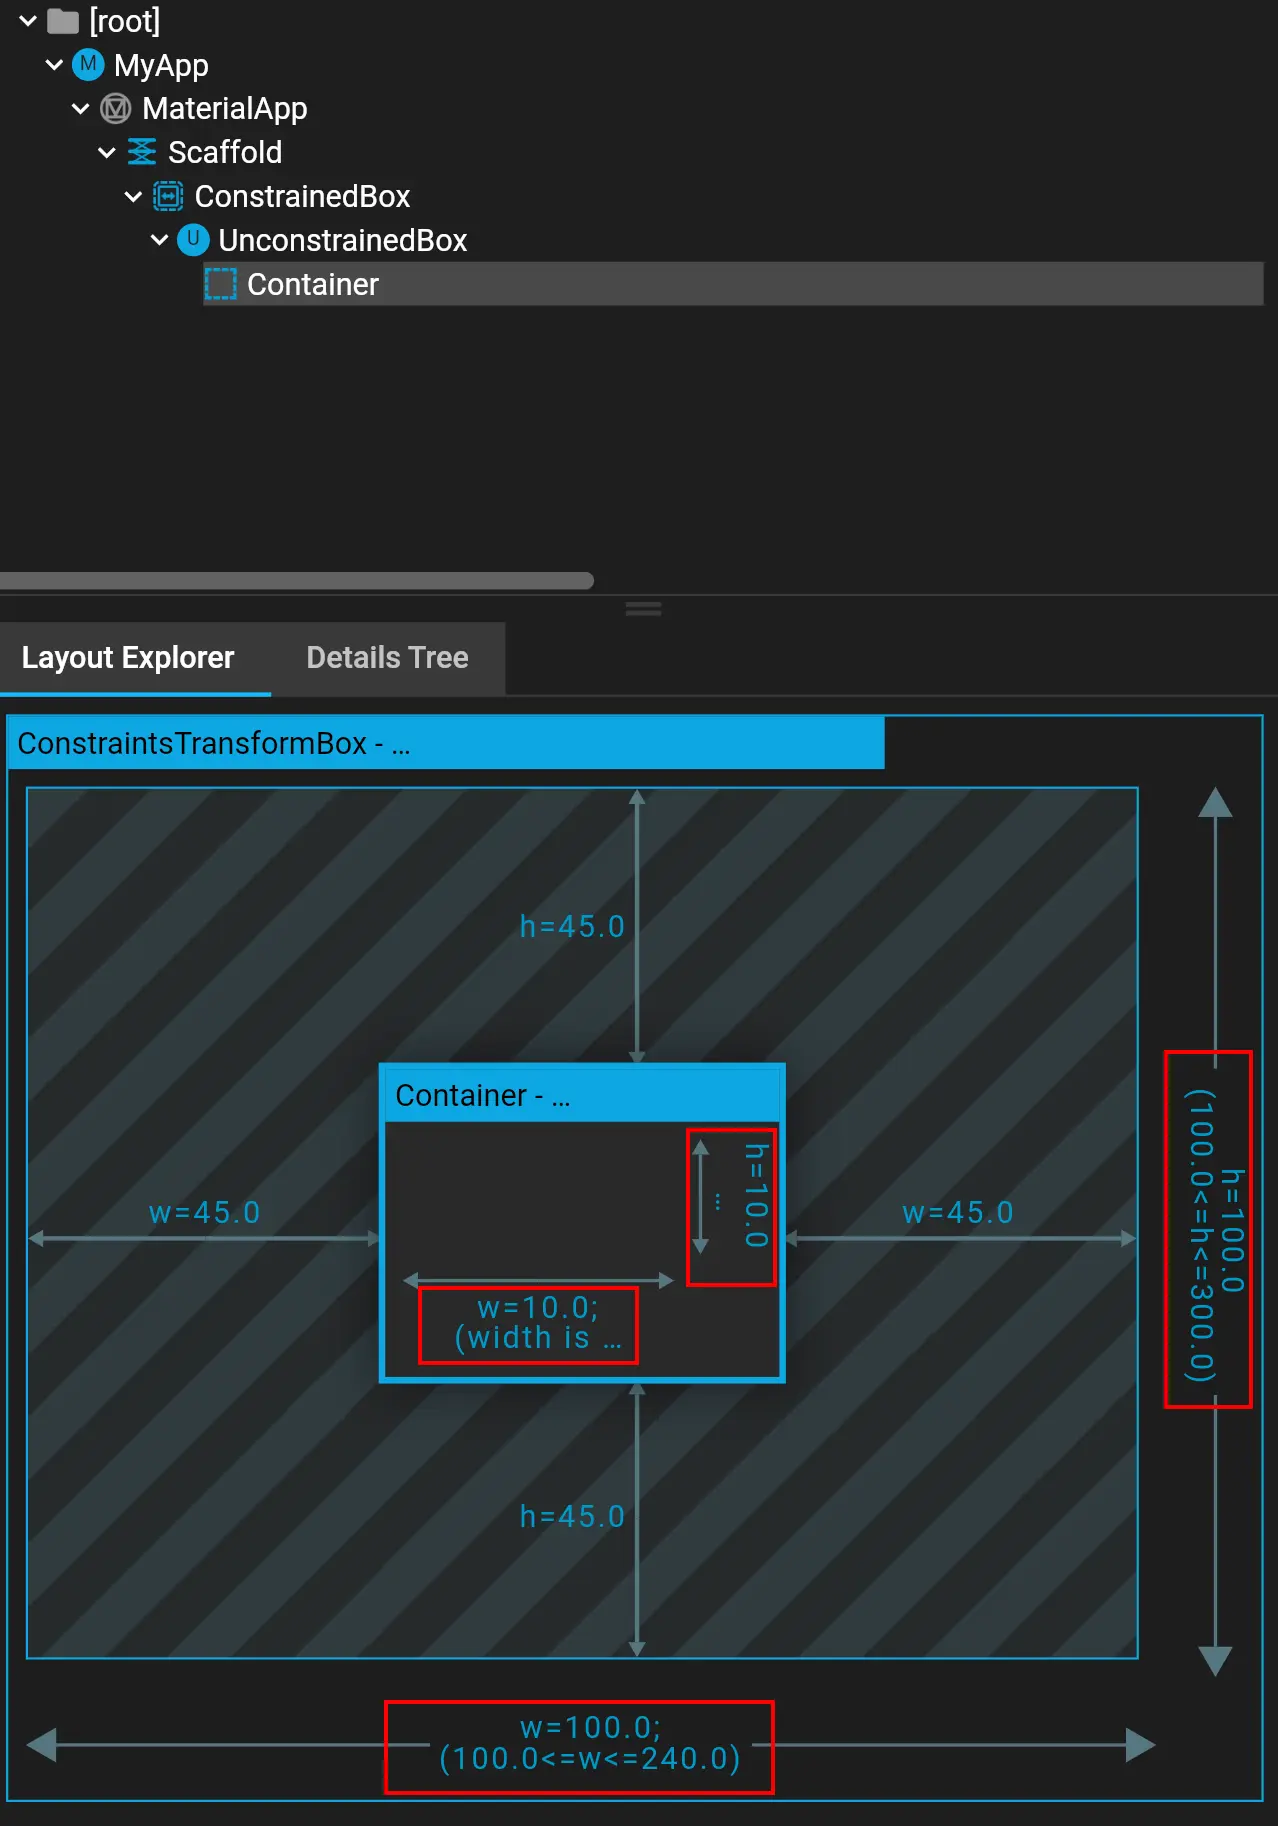 [root]
M MyApp
MaterialApp
Scaffold
ConstrainedBox
U UnconstrainedBox
Container
Layout Explorer
Details Tree
ConstraintsTransformBox - ...
h=45.0
Container - ...
h=10.0
...
w=45.0
w=45.0
w=10.0;
(width is ...
h=100.0
(100.0<=h<=300.0)
h=45.0
w=100.0;
(100.0<=w<=240.0)